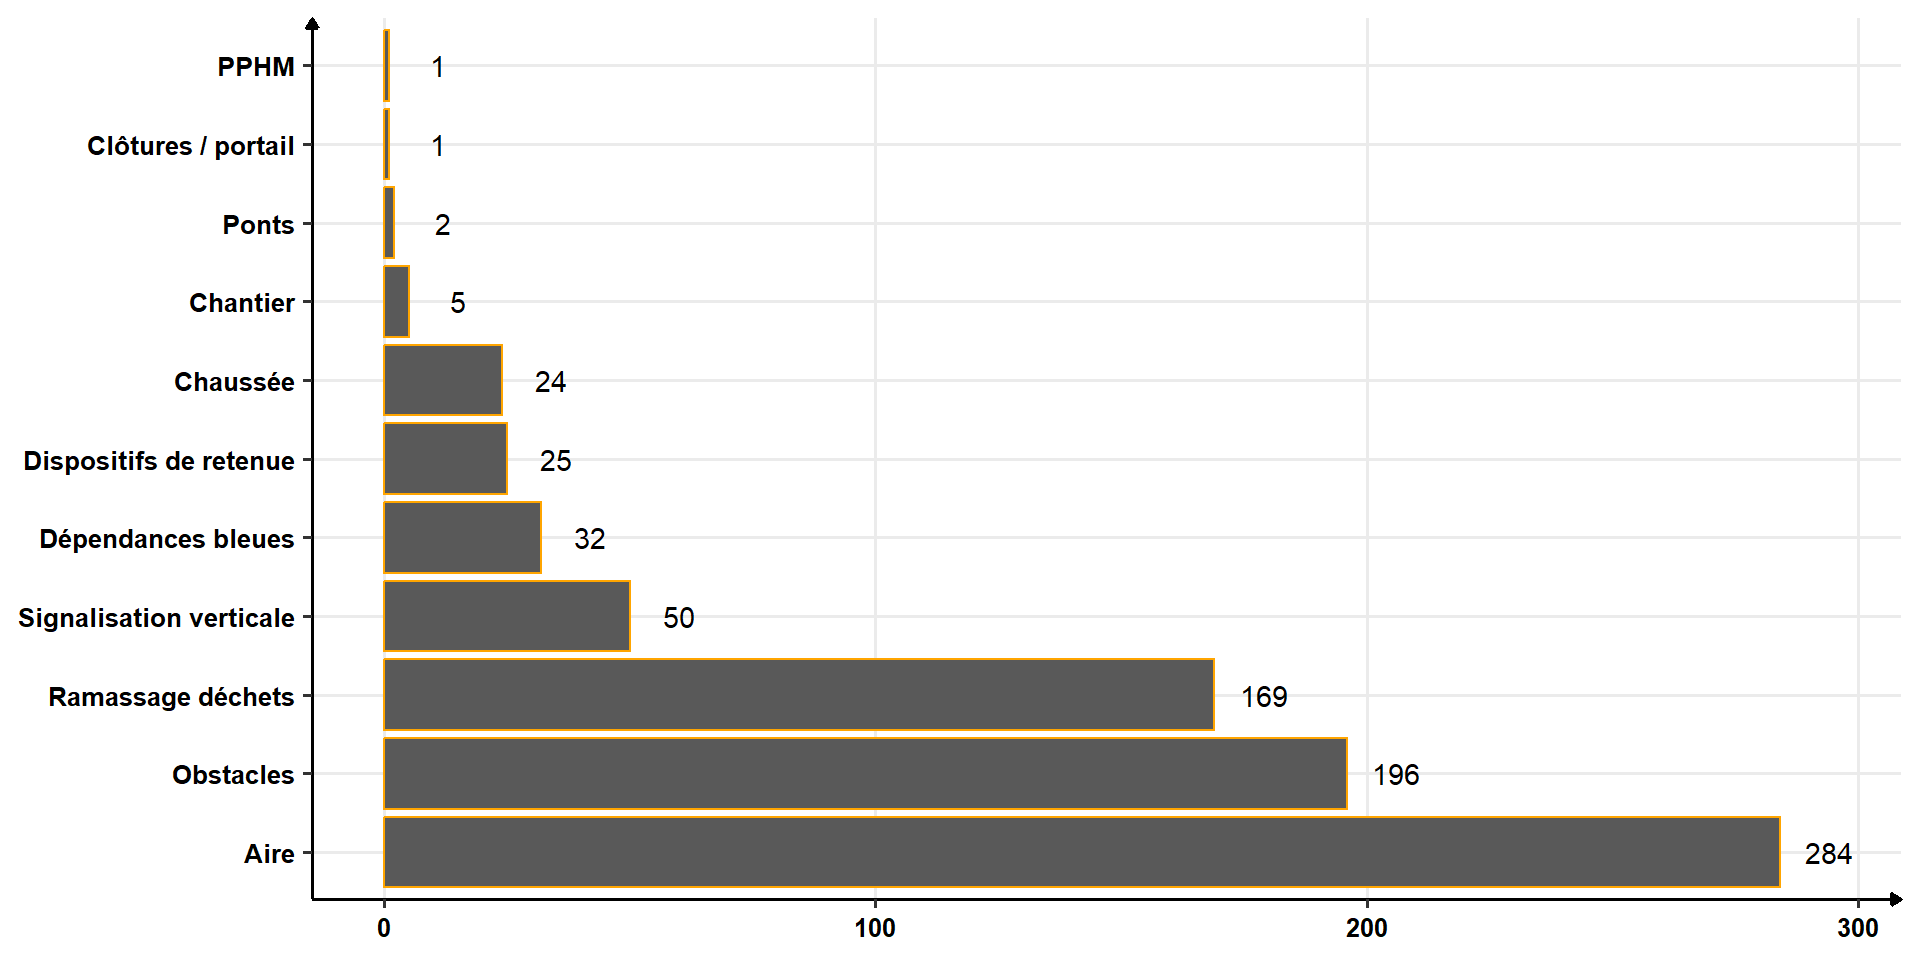 PPHM 1
Clôtures / portail 1
Ponts 2
Chantier 5
Chaussée 24
Dispositifs de retenue 25
Dépendances bleues 32
Signalisation verticale 50
Ramassage déchets 169
Obstacles 196
Aire 284
0 100 200 300